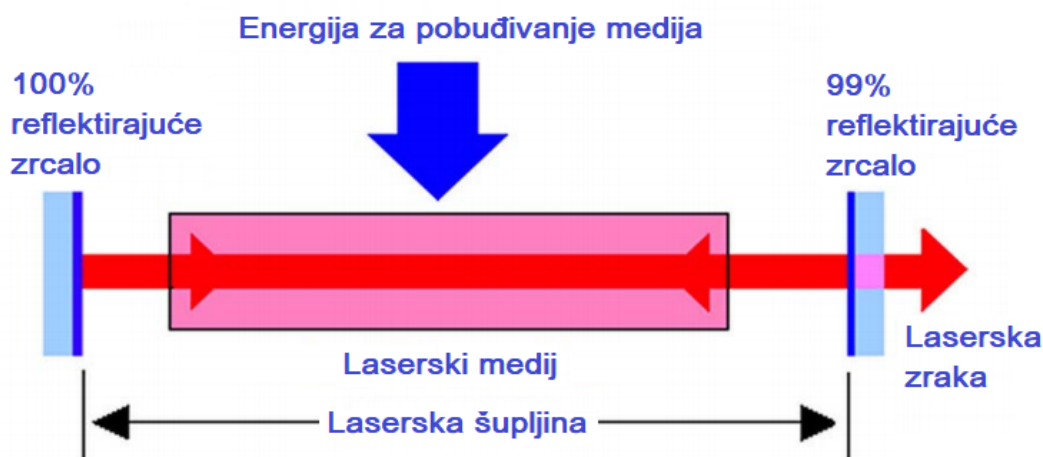 Energija za pobuđivanje medija
100%
reflektirajuće
zrcalo
99%
reflektirajuće
zrcalo
Laserski medij
Laserska
zraka
Laserska šupljina